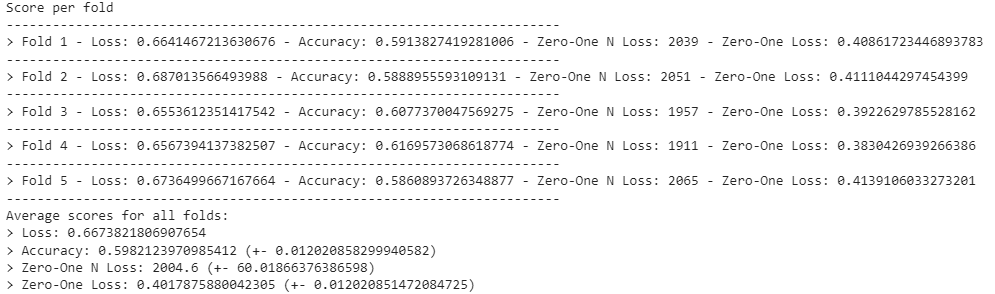 Score per fold
------------------------------------------------------------------------
> Fold 1 - Loss: 0.6641467213630676 - Accuracy: 0.5913827419281006 - Zero-One N Loss: 2039 - Zero-One Loss: 0.40861723446893783
------------------------------------------------------------------------
> Fold 2 - Loss: 0.687013566493988 - Accuracy: 0.5888955593109131 - Zero-One N Loss: 2051 - Zero-One Loss: 0.4111044297454399
------------------------------------------------------------------------
> Fold 3 - Loss: 0.6553612351417542 - Accuracy: 0.6077370047569275 - Zero-One N Loss: 1957 - Zero-One Loss: 0.3922629785528162
------------------------------------------------------------------------
> Fold 4 - Loss: 0.6567394137382507 - Accuracy: 0.6169573068618774 - Zero-One N Loss: 1911 - Zero-One Loss: 0.3830426939266386
------------------------------------------------------------------------
> Fold 5 - Loss: 0.6736499667167664 - Accuracy: 0.5860893726348877 - Zero-One N Loss: 2065 - Zero-One Loss: 0.4139106033273201
------------------------------------------------------------------------
Average scores for all folds:
> Loss: 0.6673821806907654
> Accuracy: 0.5982123970985412 (+- 0.012020858299940582)
> Zero-One N Loss: 2004.6 (+- 60.01866376386598)
> Zero-One Loss: 0.4017875880042305 (+- 0.012020851472084725)